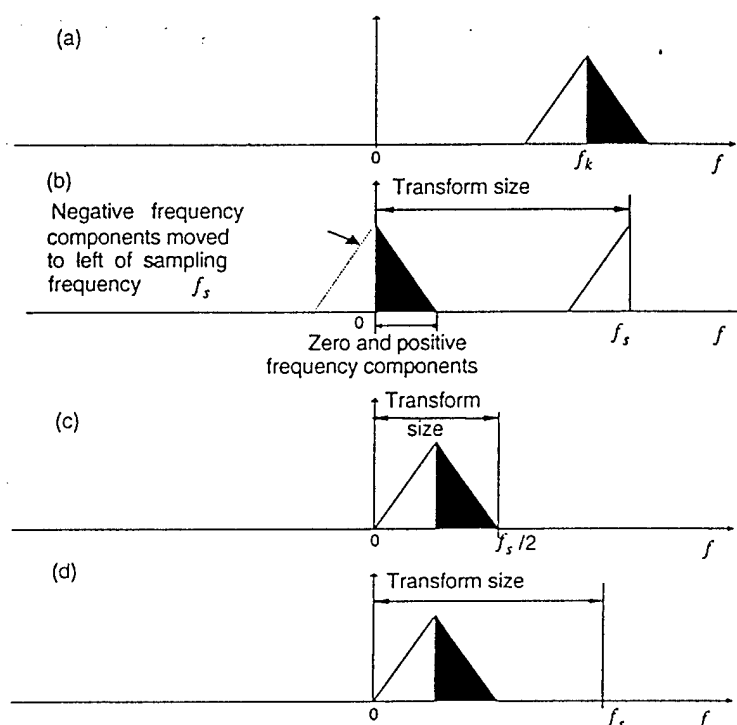 (a)
0
f_k
f
(b)
Transform size
Negative frequency
components moved
to left of sampling
frequency f_s
0
f_s
f
Zero and positive
frequency components
(c)
Transform
size
0
f_s /2
f
(d)
Transform size
0
f_s
f